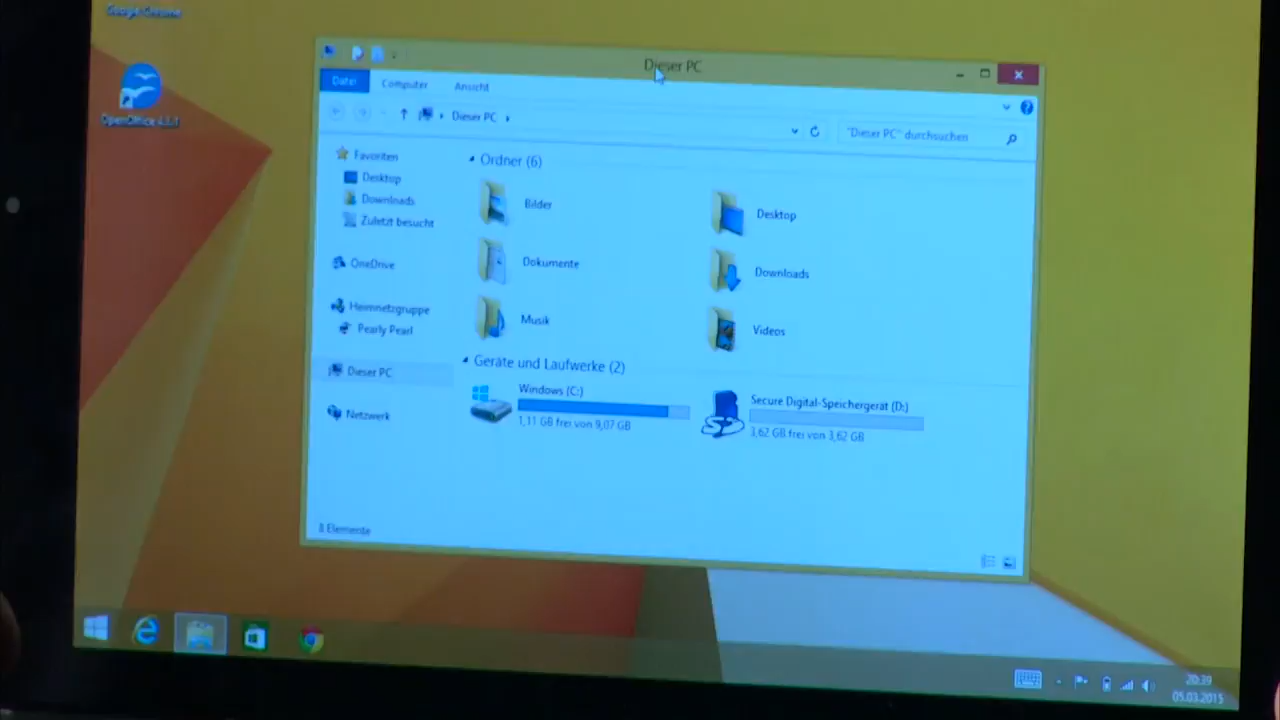 Google Chrome
OpenOffice 4.1.1
Dieser PC
Datei
Computer
Ansicht
Dieser PC
"Dieser PC" durchsuchen
Favoriten
Desktop
Downloads
Zuletzt besucht
OneDrive
Heimnetzgruppe
Pearly Pearl
Dieser PC
Netzwerk
Ordner (6)
Bilder
Desktop
Dokumente
Downloads
Musik
Videos
Geräte und Laufwerke (2)
Windows (C:)
1,11 GB frei von 9,07 GB
Secure Digital-Speichergerät (D:)
3,62 GB frei von 3,62 GB
8 Elemente
20:39
05.03.2015